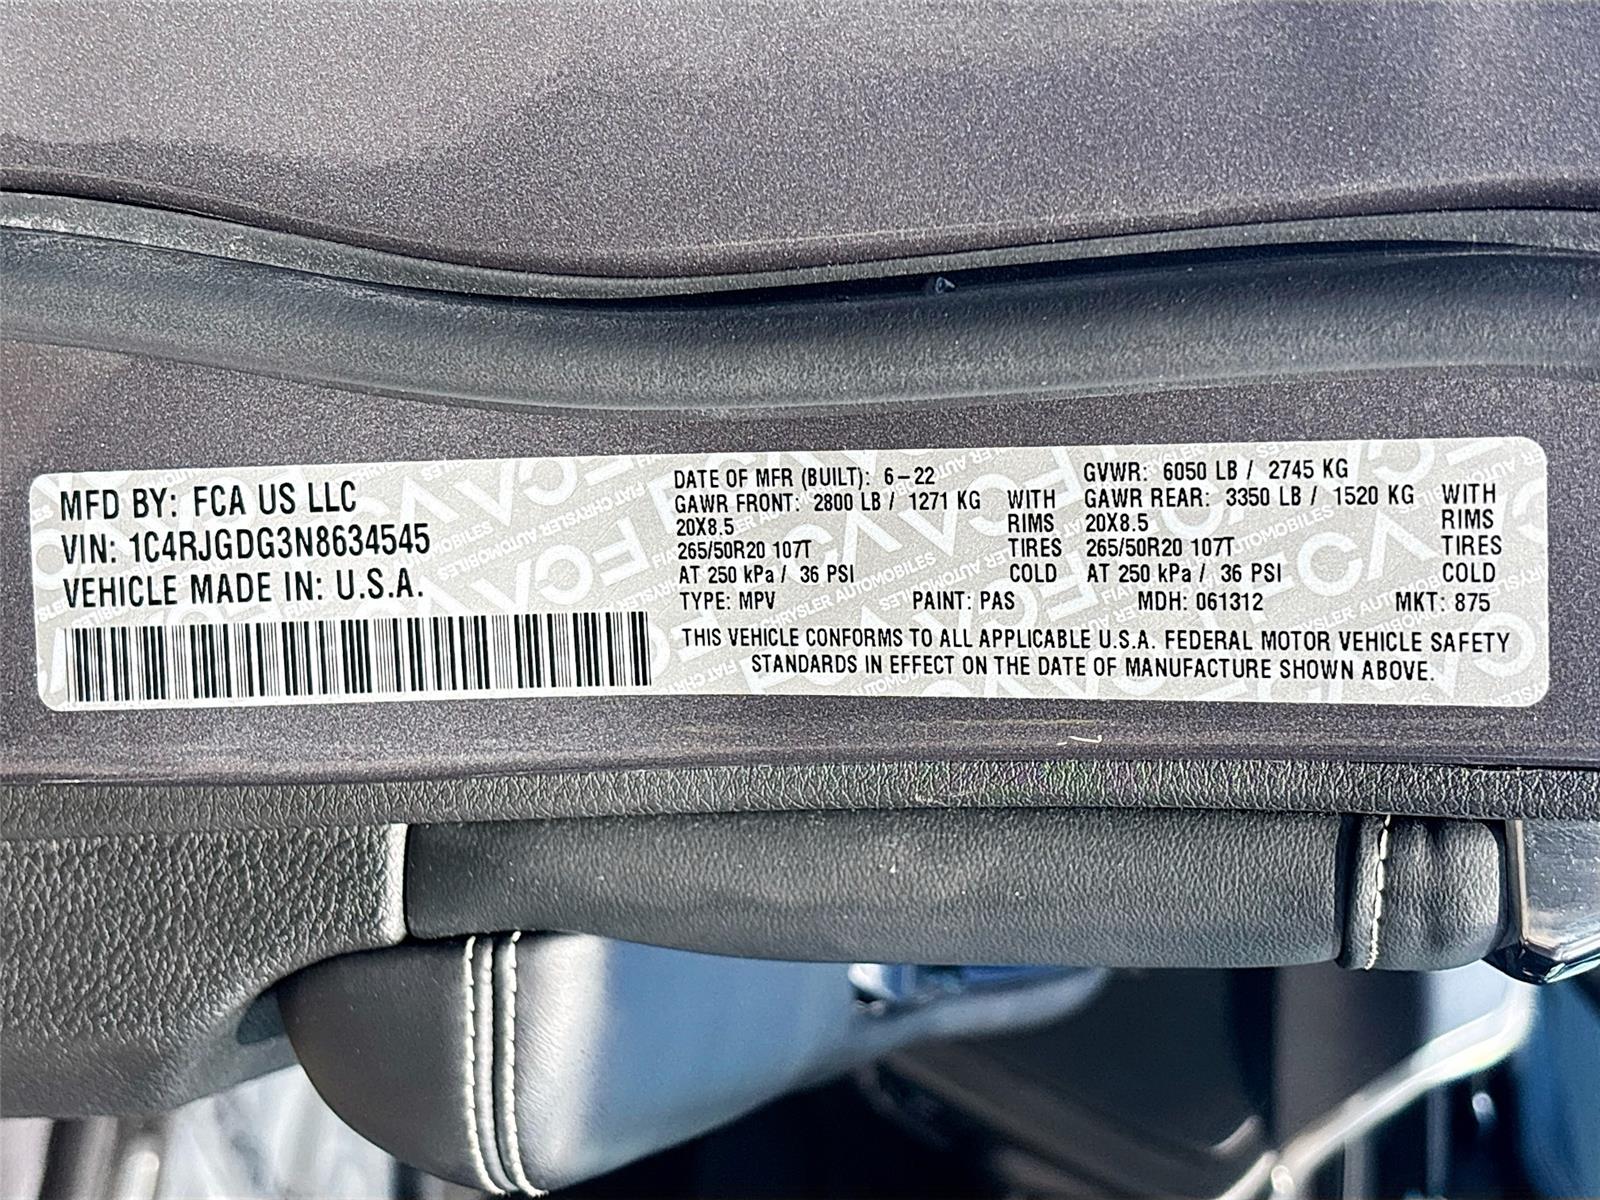 MFD BY: FCA US LLC
VIN: 1C4RJGDG3N8634545
VEHICLE MADE IN: U.S.A.
DATE OF MFR (BUILT): 6-22 GVWR: 6050 LB / 2745 KG
GAWR FRONT: 2800 LB / 1271 KG WITH GAWR REAR: 3350 LB / 1520 KG WITH
20X8.5 RIMS 20X8.5 RIMS
265/50R20 107T TIRES 265/50R20 107T TIRES
AT 250 kPa / 36 PSI COLD AT 250 kPa / 36 PSI COLD
TYPE: MPV PAINT: PAS MDH: 061312 MKT: 875
THIS VEHICLE CONFORMS TO ALL APPLICABLE U.S.A. FEDERAL MOTOR VEHICLE SAFETY
STANDARDS IN EFFECT ON THE DATE OF MANUFACTURE SHOWN ABOVE.
FCA
FIAT CHRYSLER AUTOMOBILES